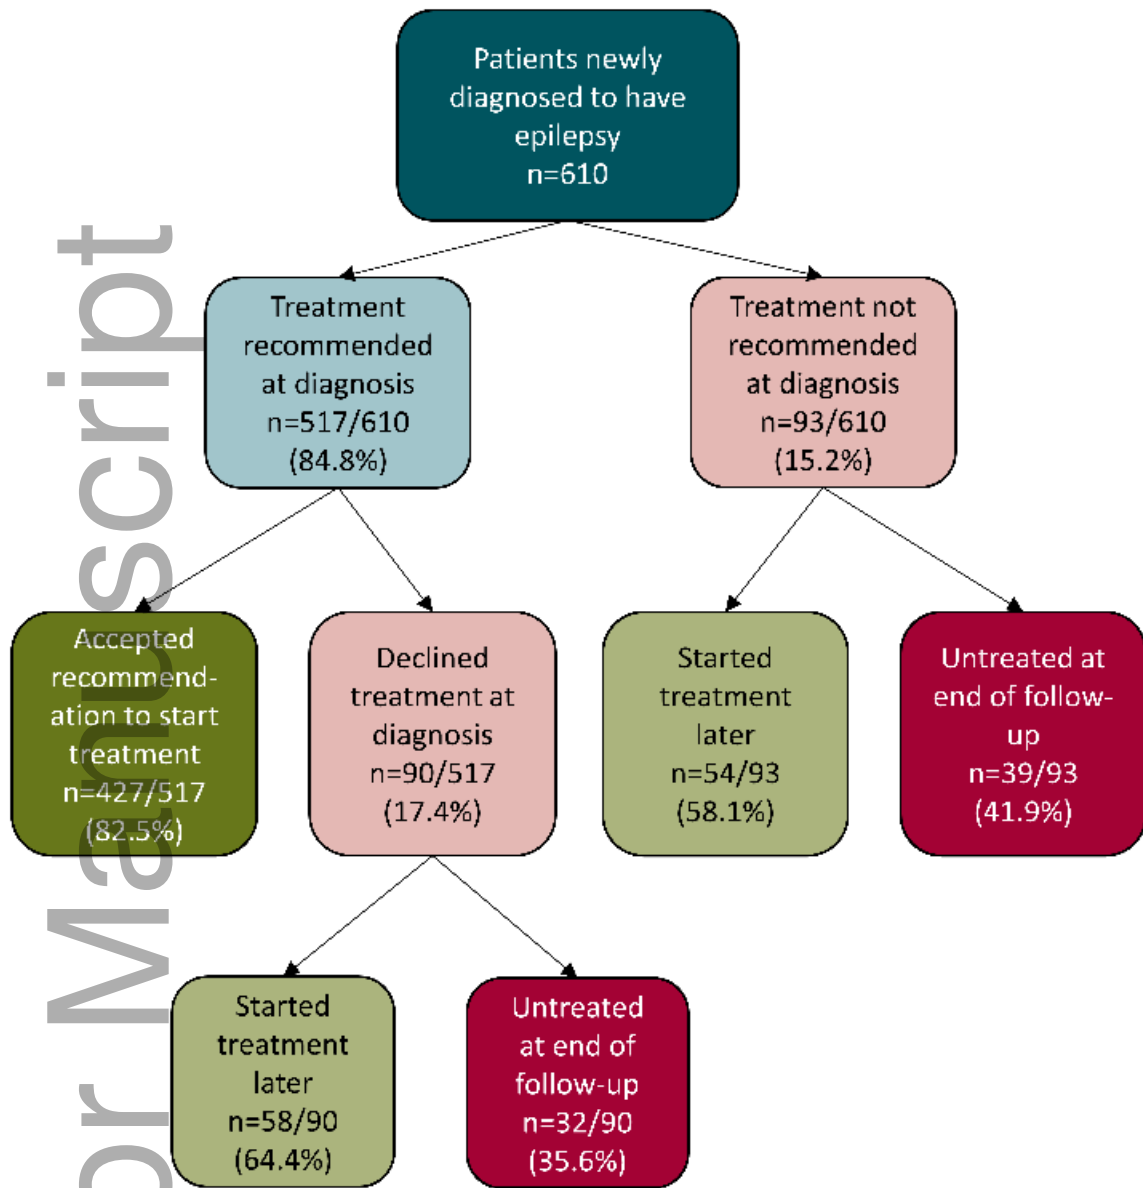 Patients newly
diagnosed to have
epilepsy
n=610
Treatment
recommended
at diagnosis
n=517/610
(84.8%)
Treatment not
recommended
at diagnosis
n=93/610
(15.2%)
Accepted
recommend-
ation to start
treatment
n=427/517
(82.5%)
Declined
treatment at
diagnosis
n=90/517
(17.4%)
Started
treatment
later
n=54/93
(58.1%)
Untreated at
end of follow-
up
n=39/93
(41.9%)
Started
treatment
later
n=58/90
(64.4%)
Untreated
at end of
follow-up
n=32/90
(35.6%)
or Manuscript